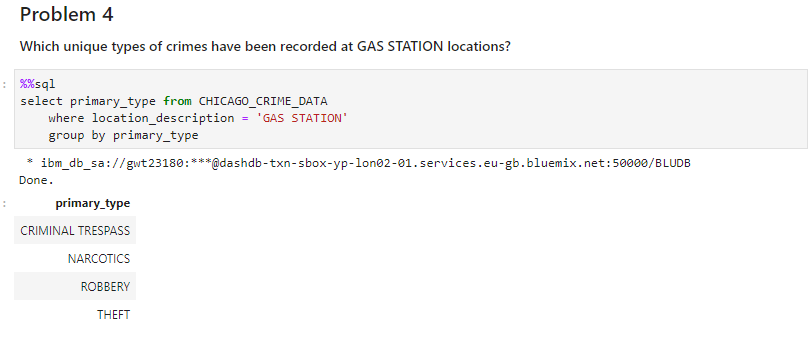 Problem 4
Which unique types of crimes have been recorded at GAS STATION locations?
:
%%sql
select primary_type from CHICAGO_CRIME_DATA
    where location_description = 'GAS STATION'
    group by primary_type
 * ibm_db_sa://gwt23180:***@dashdb-txn-sbox-yp-lon02-01.services.eu-gb.bluemix.net:50000/BLUDB
Done.
:
primary_type
CRIMINAL TRESPASS
NARCOTICS
ROBBERY
THEFT